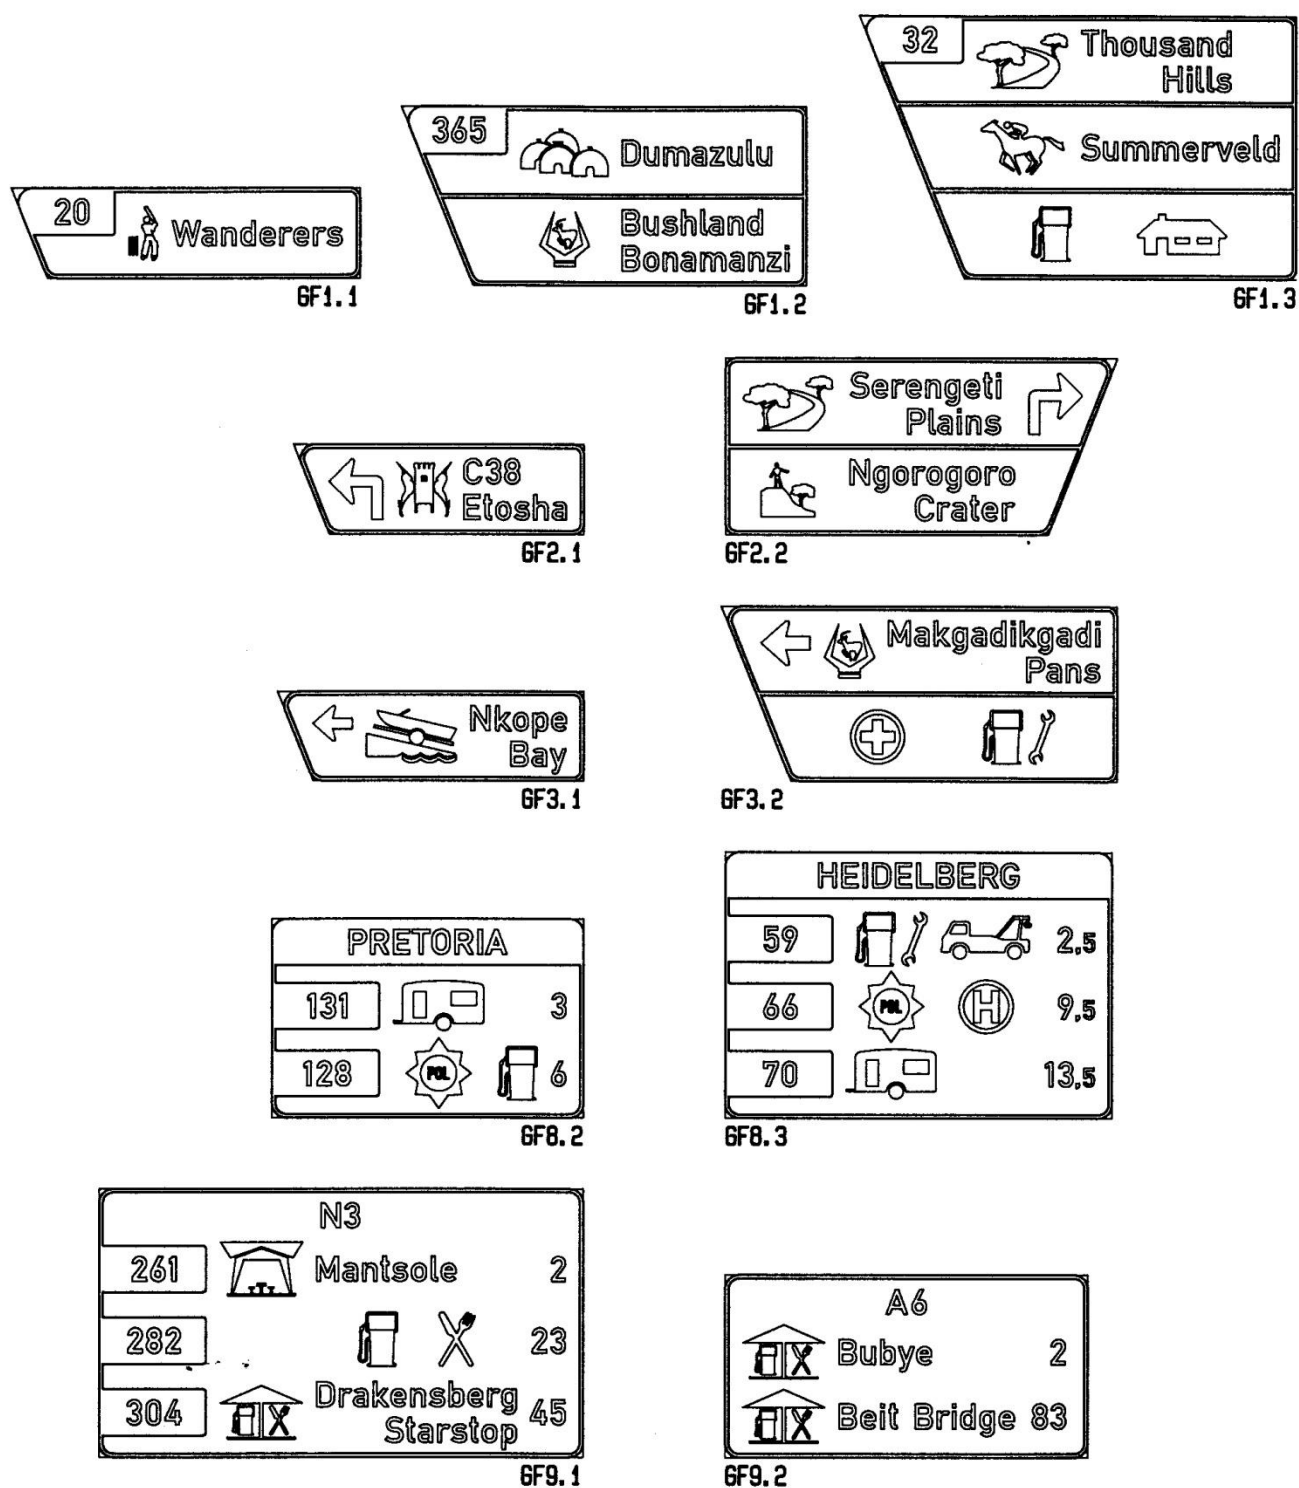 20
Wanderers
GF1.1
365
Dumazulu
Bushland
Bonamanzi
GF1.2
32
Thousand
Hills
Summerveld
GF1.3
C38
Etosha
GF2.1
Serengeti
Plains
Ngorogoro
Crater
GF2.2
Nkope
Bay
GF3.1
Makgadikgadi
Pans
GF3.2
PRETORIA
131 3
128 POL 6
GF8.2
HEIDELBERG
59 2,5
66 POL H 9,5
70 13,5
GF8.3
N3
261 Mantsole 2
282 23
304 Drakensberg
Starstop 45
GF9.1
A6
Bubye 2
Beit Bridge 83
GF9.2